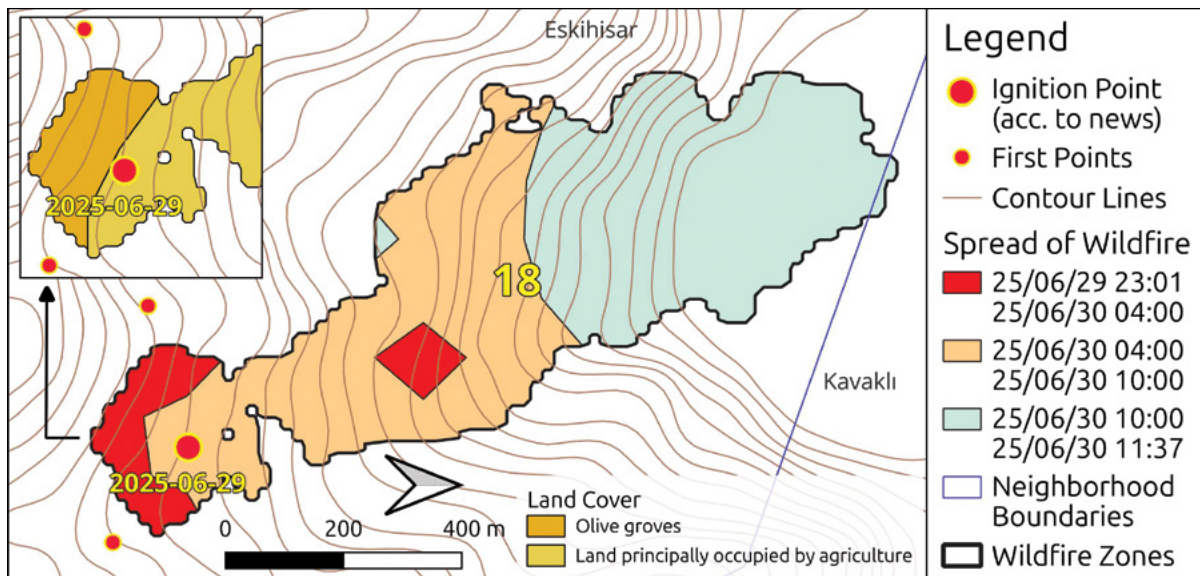 Eskihisar
2025-06-29
18
Kavaklı
2025-06-29
0 200 400 m
Land Cover
Olive groves
Land principally occupied by agriculture
Legend
Ignition Point
(acc. to news)
First Points
Contour Lines
Spread of Wildfire
25/06/29 23:01
25/06/30 04:00
25/06/30 04:00
25/06/30 10:00
25/06/30 10:00
25/06/30 11:37
Neighborhood
Boundaries
Wildfire Zones